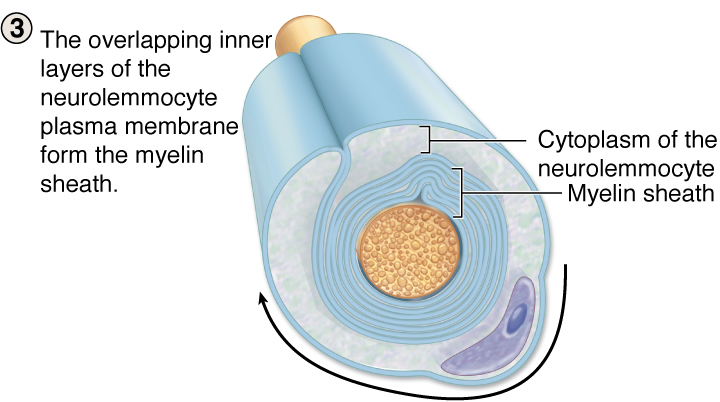 3
The overlapping inner
layers of the
neurolemmocyte
plasma membrane
form the myelin
sheath.
Cytoplasm of the
neurolemmocyte
Myelin sheath